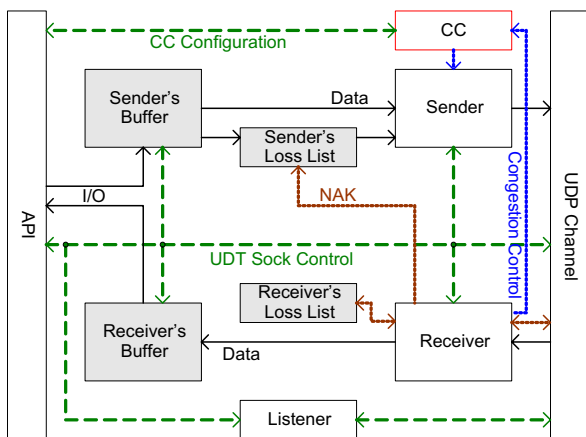 CC
CC Configuration
Sender's
Buffer
Data
Sender
Sender's
Loss List
NAK
I/O
API
UDP Channel
Congestion Control
UDT Sock Control
Receiver's
Loss List
Receiver's
Buffer
Data
Receiver
Listener